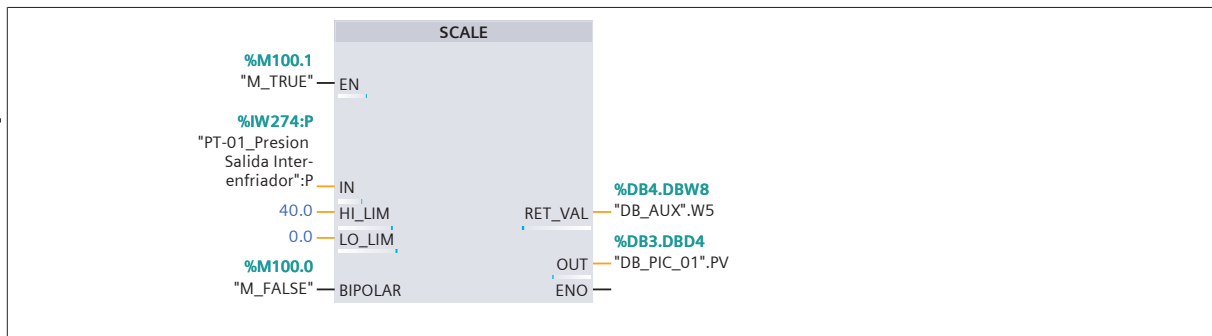 SCALE
%M100.1
"M_TRUE"
EN
%IW274:P
"PT-01_Presion
Salida Inter-
enfriador":P
IN
40.0
HI_LIM
0.0
LO_LIM
%M100.0
"M_FALSE"
BIPOLAR
RET_VAL
%DB4.DBW8
"DB_AUX".W5
OUT
%DB3.DBD4
"DB_PIC_01".PV
ENO